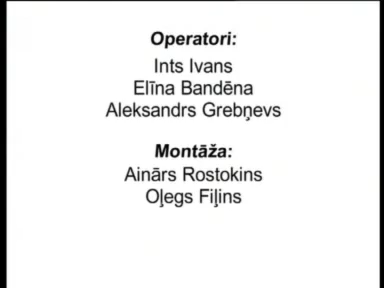 Operatori:
Ints Ivans
Elīna Bandēna
Aleksandrs Grebņevs
Montāža:
Ainārs Rostokins
Oļegs Fiļins